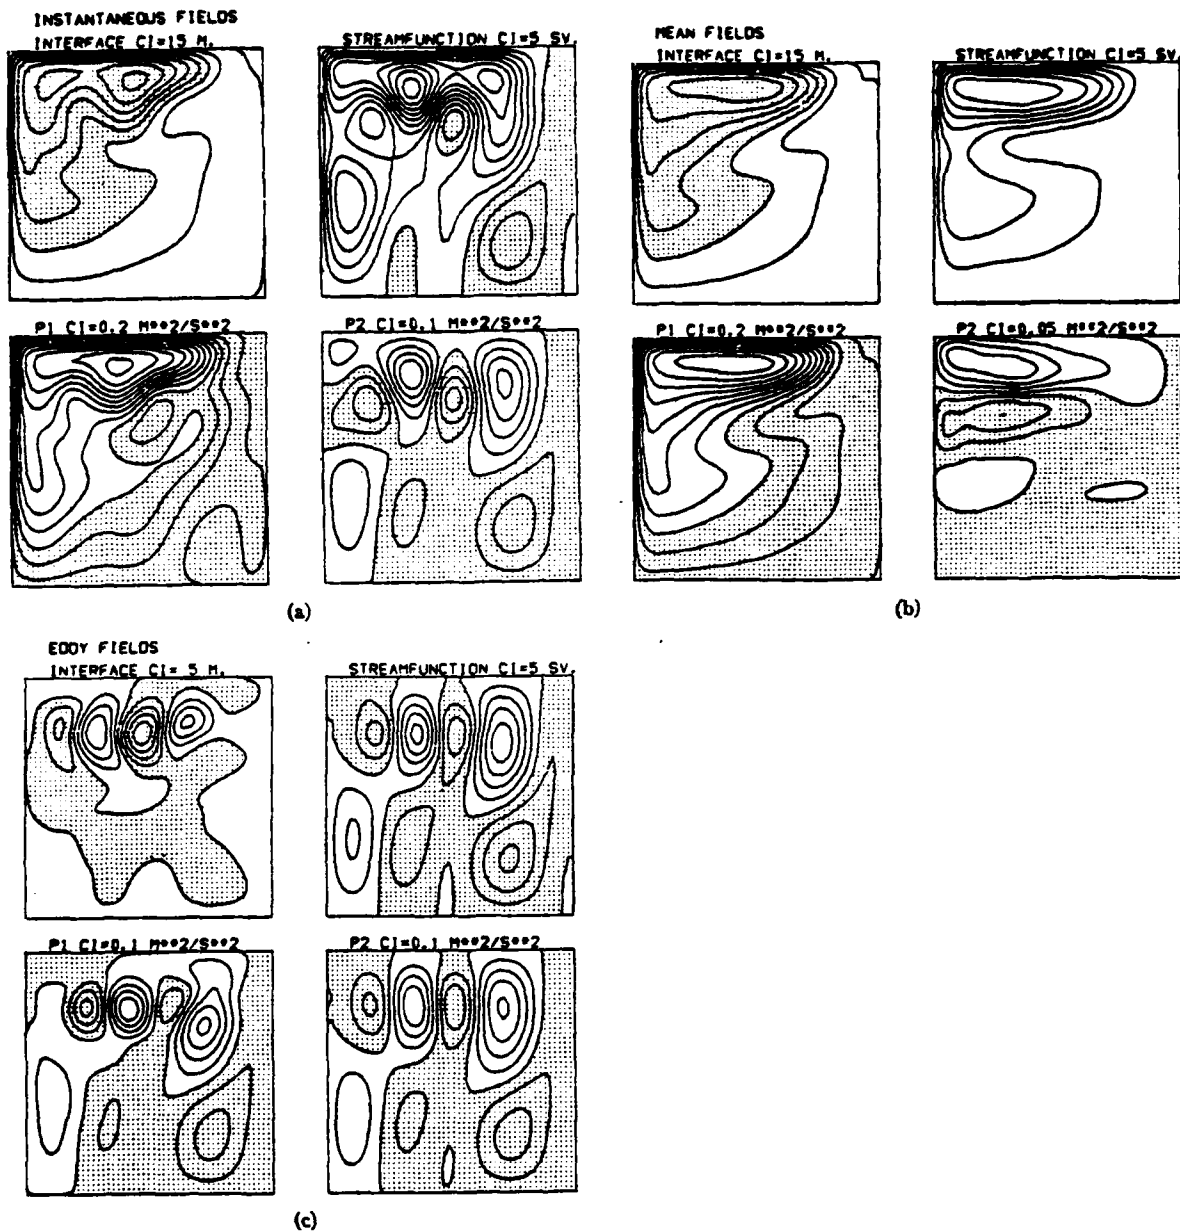 INSTANTANEOUS FIELDS
INTERFACE CI=15 M.
STREAMFUNCTION CI=5 SV.
P1 CI=0.2 M**2/S**2
P2 CI=0.1 M**2/S**2
(a)
MEAN FIELDS
INTERFACE CI=15 M.
STREAMFUNCTION CI=5 SV.
P1 CI=0.2 M**2/S**2
P2 CI=0.05 M**2/S**2
(b)
EDDY FIELDS
INTERFACE CI= 5 M.
STREAMFUNCTION CI=5 SV.
P1 CI=0.1 M**2/S**2
P2 CI=0.1 M**2/S**2
(c)